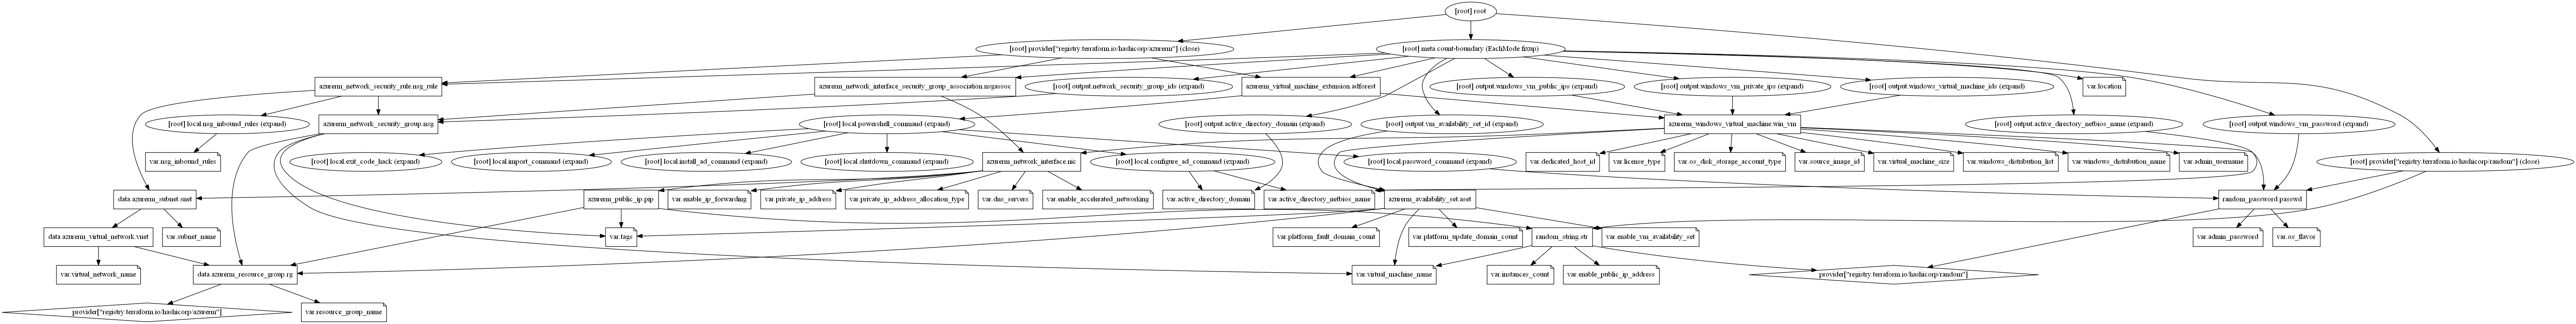 [root] root
[root] provider["registry.terraform.io/hashicorp/azurerm"] (close)
[root] meta.count-boundary (EachMode fixup)
azurerm_network_security_rule.nsg_rule
azurerm_network_interface_security_group_association.nsgassoc
[root] output.network_security_group_ids (expand)
azurerm_virtual_machine_extension.adforest
[root] output.windows_vm_public_ips (expand)
[root] output.windows_vm_private_ips (expand)
[root] output.windows_virtual_machine_ids (expand)
var.location
[root] local.nsg_inbound_rules (expand)
azurerm_network_security_group.nsg
[root] local.powershell_command (expand)
[root] output.active_directory_domain (expand)
[root] output.vm_availability_set_id (expand)
azurerm_windows_virtual_machine.win_vm
[root] output.active_directory_netbios_name (expand)
[root] output.windows_vm_password (expand)
var.nsg_inbound_rules
[root] local.exit_code_hack (expand)
[root] local.import_command (expand)
[root] local.install_ad_command (expand)
[root] local.shutdown_command (expand)
azurerm_network_interface.nic
[root] local.configure_ad_command (expand)
[root] local.password_command (expand)
var.dedicated_host_id
var.license_type
var.os_disk_storage_account_type
var.source_image_id
var.virtual_machine_size
var.windows_distribution_list
var.windows_distribution_name
var.admin_username
[root] provider["registry.terraform.io/hashicorp/random"] (close)
data.azurerm_subnet.snet
azurerm_public_ip.pip
var.enable_ip_forwarding
var.private_ip_address
var.private_ip_address_allocation_type
var.dns_servers
var.enable_accelerated_networking
var.active_directory_domain
var.active_directory_netbios_name
azurerm_availability_set.aset
random_password.passwd
data.azurerm_virtual_network.vnet
var.subnet_name
var.tags
var.platform_fault_domain_count
var.platform_update_domain_count
random_string.str
var.enable_vm_availability_set
var.admin_password
var.os_flavor
var.virtual_network_name
data.azurerm_resource_group.rg
var.virtual_machine_name
var.instances_count
var.enable_public_ip_address
provider["registry.terraform.io/hashicorp/random"]
provider["registry.terraform.io/hashicorp/azurerm"]
var.resource_group_name